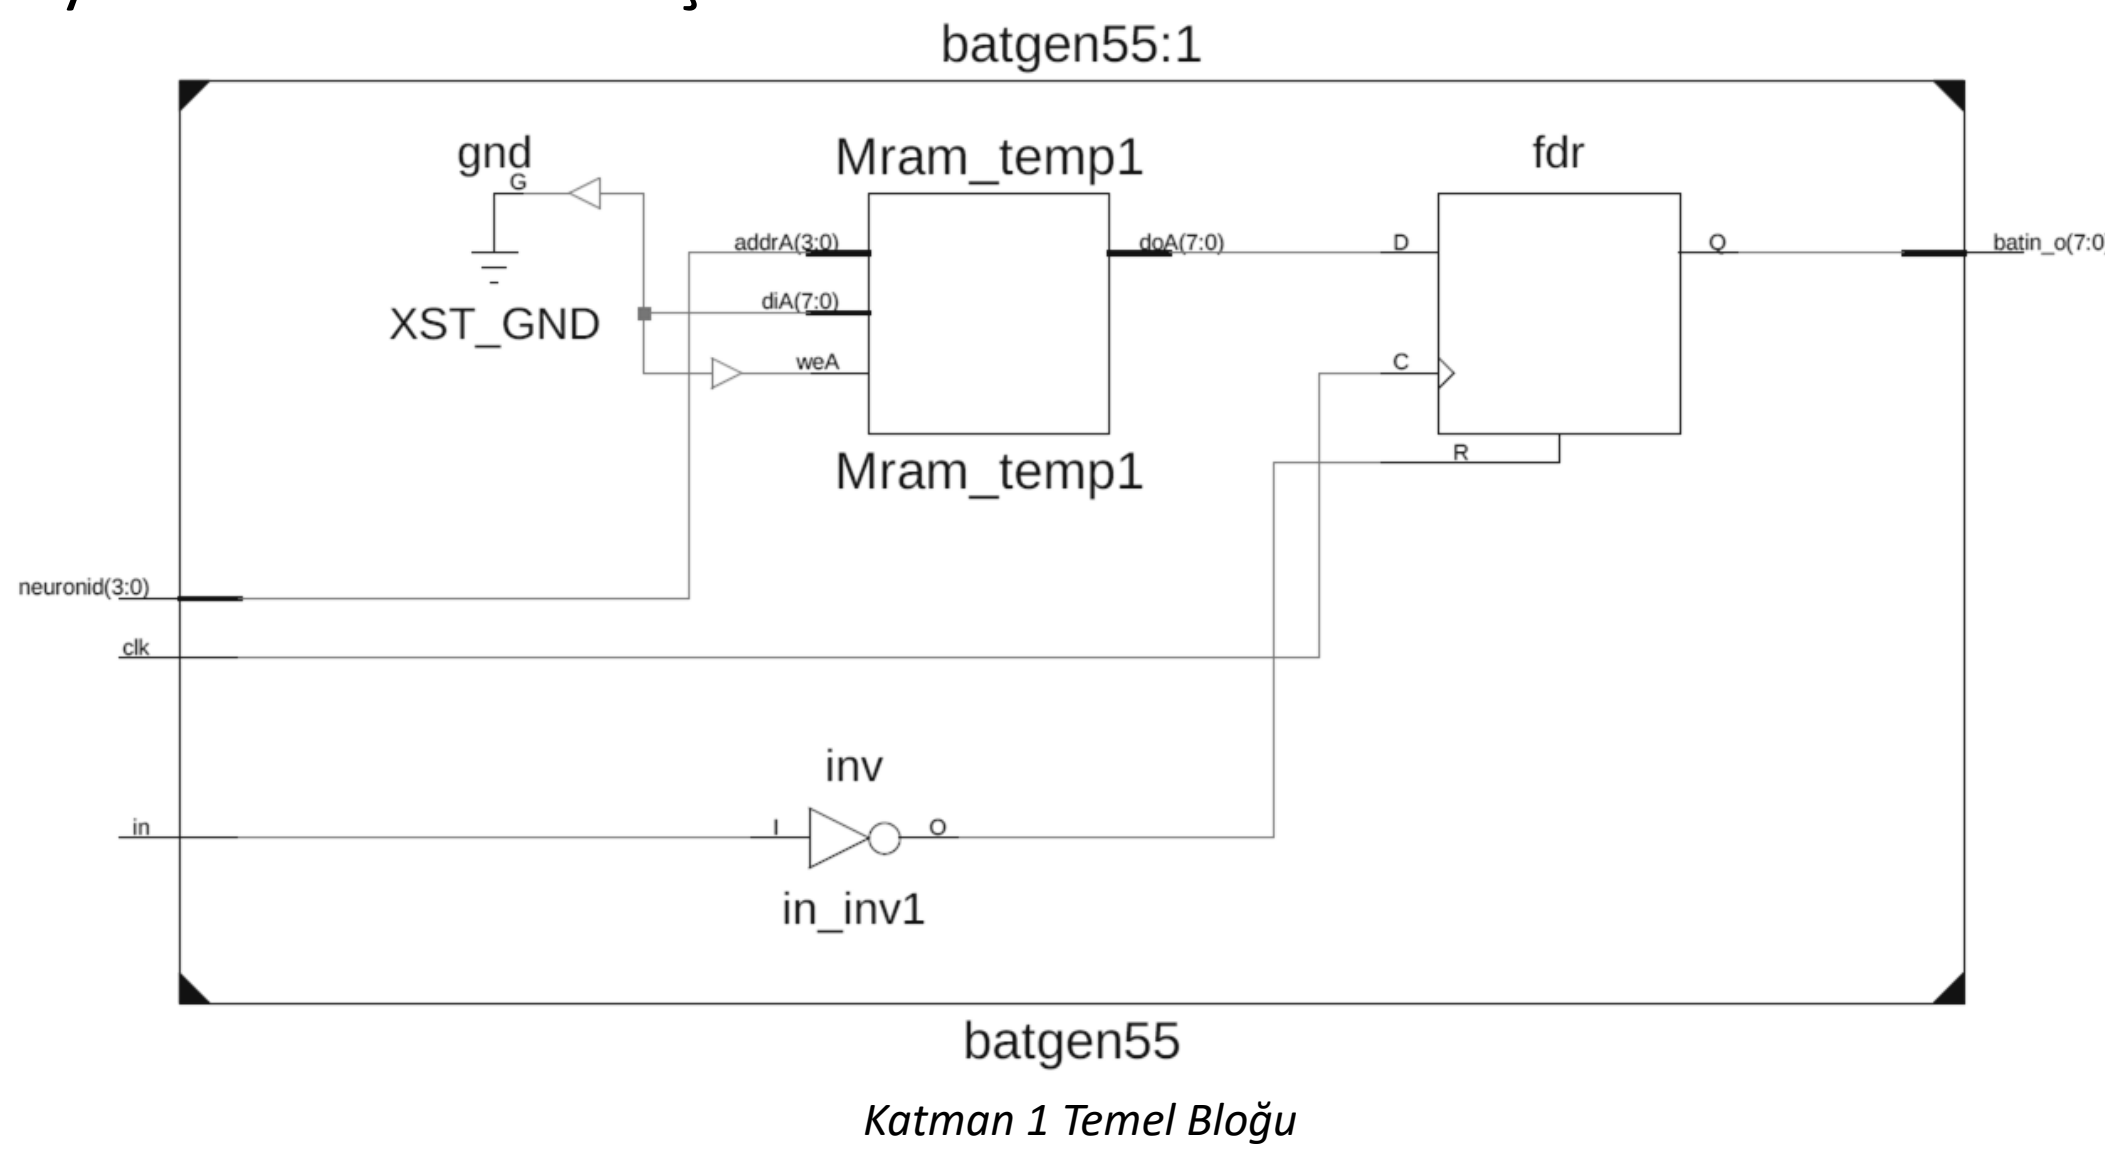 batgen55:1
gnd
G
XST_GND
Mram_temp1
addrA(3:0)
diA(7:0)
weA
doA(7:0)
Mram_temp1
fdr
D
C
R
Q
batin_o(7:0)
neuronid(3:0)
clk
in
inv
I
O
in_inv1
batgen55
Katman 1 Temel Bloğu